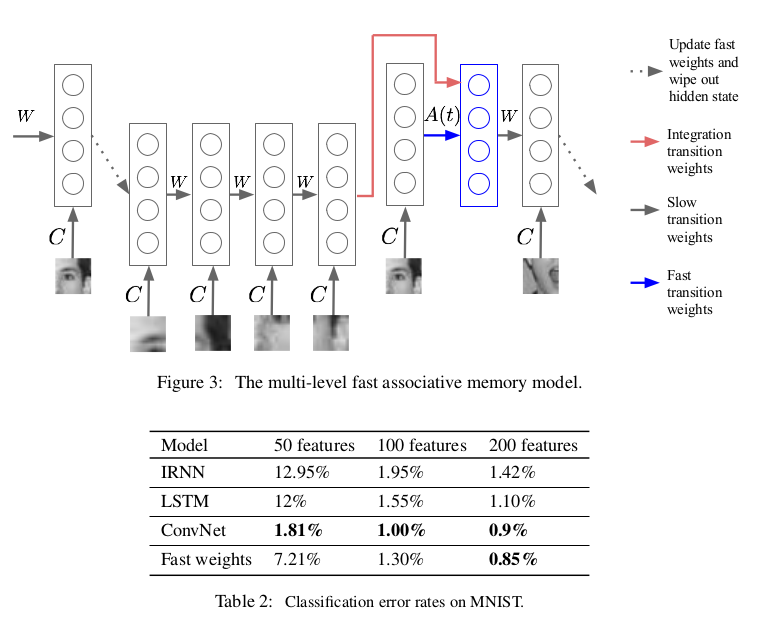 W
C
C
W
C
W
C
W
C
C
A(t)
W
C
Update fast
weights and
wipe out
hidden state
Integration
transition
weights
Slow
transition
weights
Fast
transition
weights
Figure 3: The multi-level fast associative memory model.
Model 50 features 100 features 200 features
IRNN 12.95% 1.95% 1.42%
LSTM 12% 1.55% 1.10%
ConvNet 1.81% 1.00% 0.9%
Fast weights 7.21% 1.30% 0.85%
Table 2: Classification error rates on MNIST.